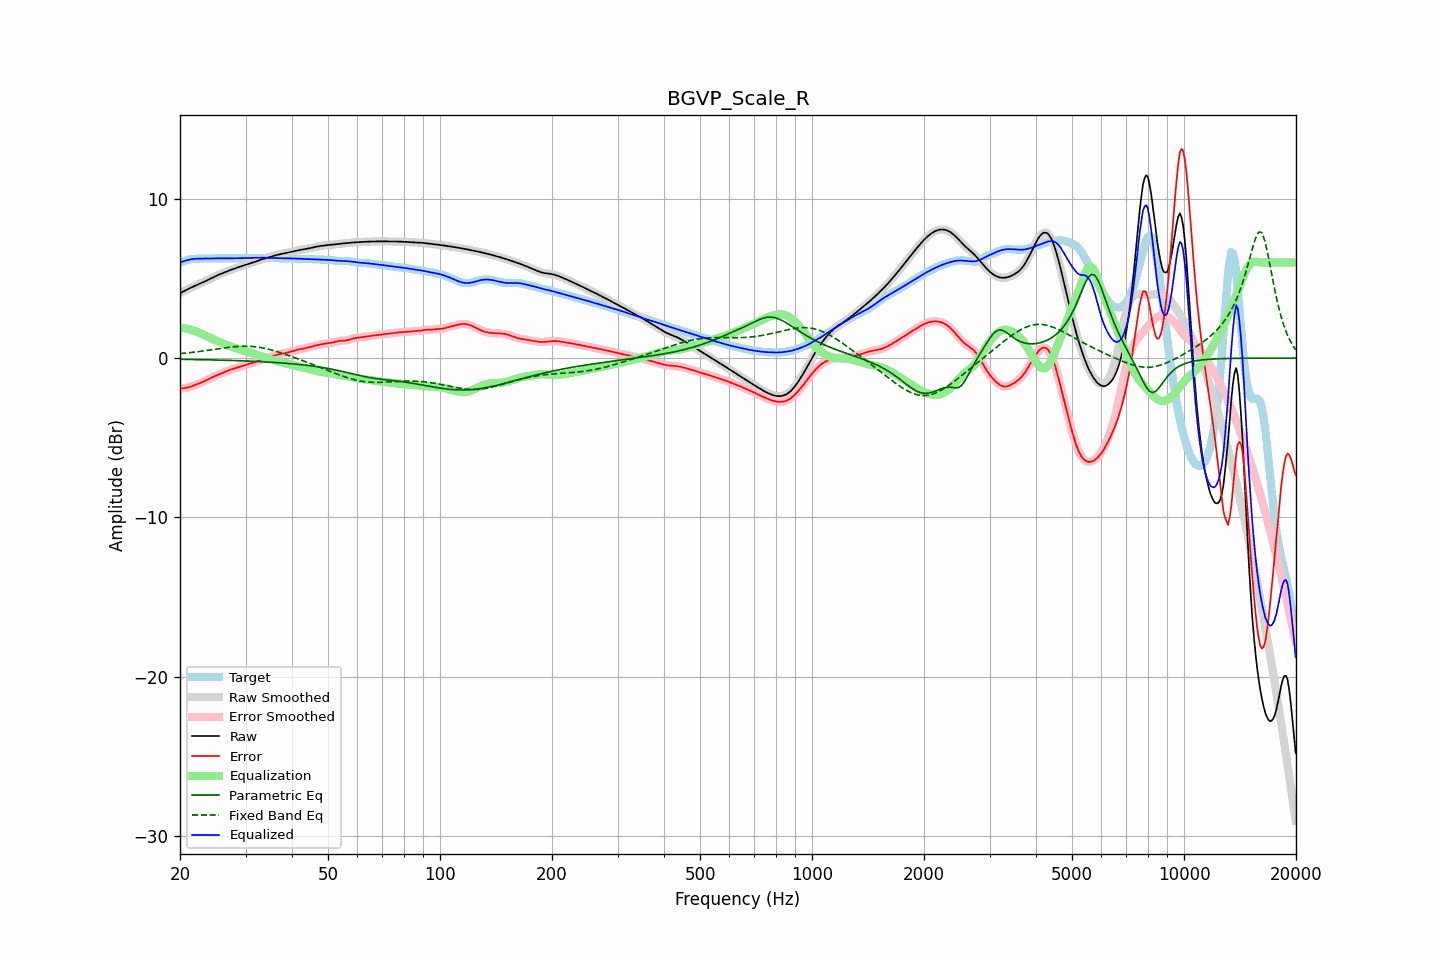 BGVP_Scale_R
Amplitude (dBr)
10
0
−10
−20
−30
Target
Raw Smoothed
Error Smoothed
Raw
Error
Equalization
Parametric Eq
Fixed Band Eq
Equalized
20 50 100 200 500 1000 2000 5000 10000 20000
Frequency (Hz)